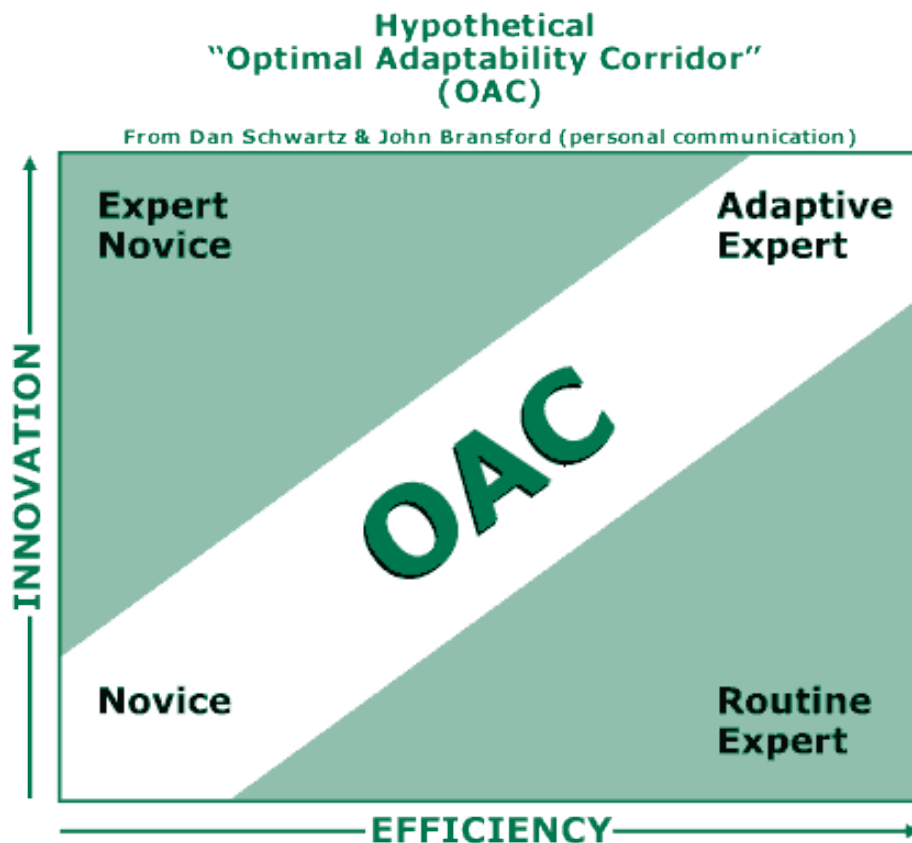 Hypothetical
“Optimal Adaptability Corridor”
(OAC)
From Dan Schwartz & John Bransford (personal communication)
Expert
Novice
Adaptive
Expert
INNOVATION
OAC
Novice
Routine
Expert
EFFICIENCY